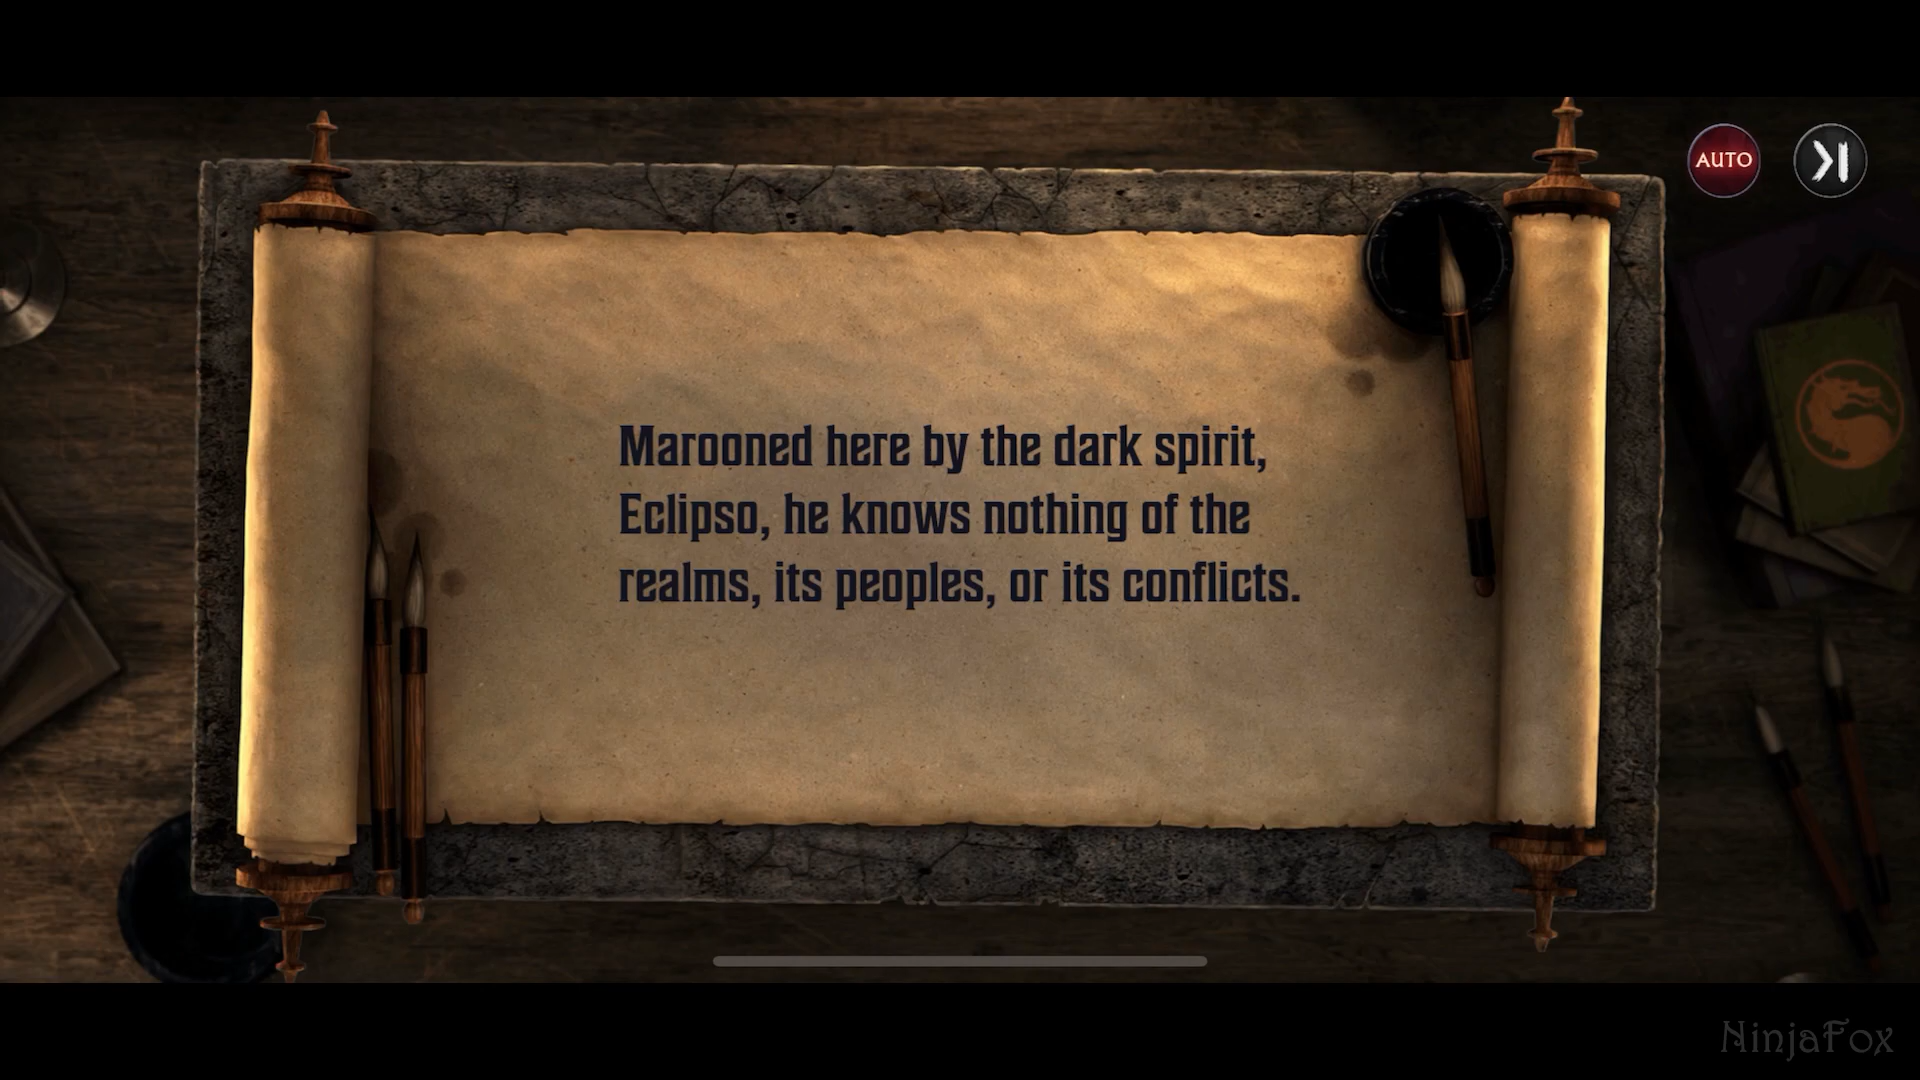 AUTO
Marooned here by the dark spirit,
Eclipso, he knows nothing of the
realms, its peoples, or its conflicts.
NinjaFox